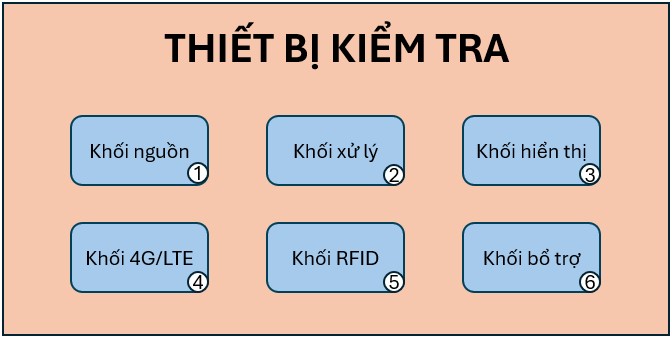 THIẾT BỊ KIỂM TRA
Khối nguồn
1
Khối xử lý
2
Khối hiển thị
3
Khối 4G/LTE
4
Khối RFID
5
Khối bổ trợ
6